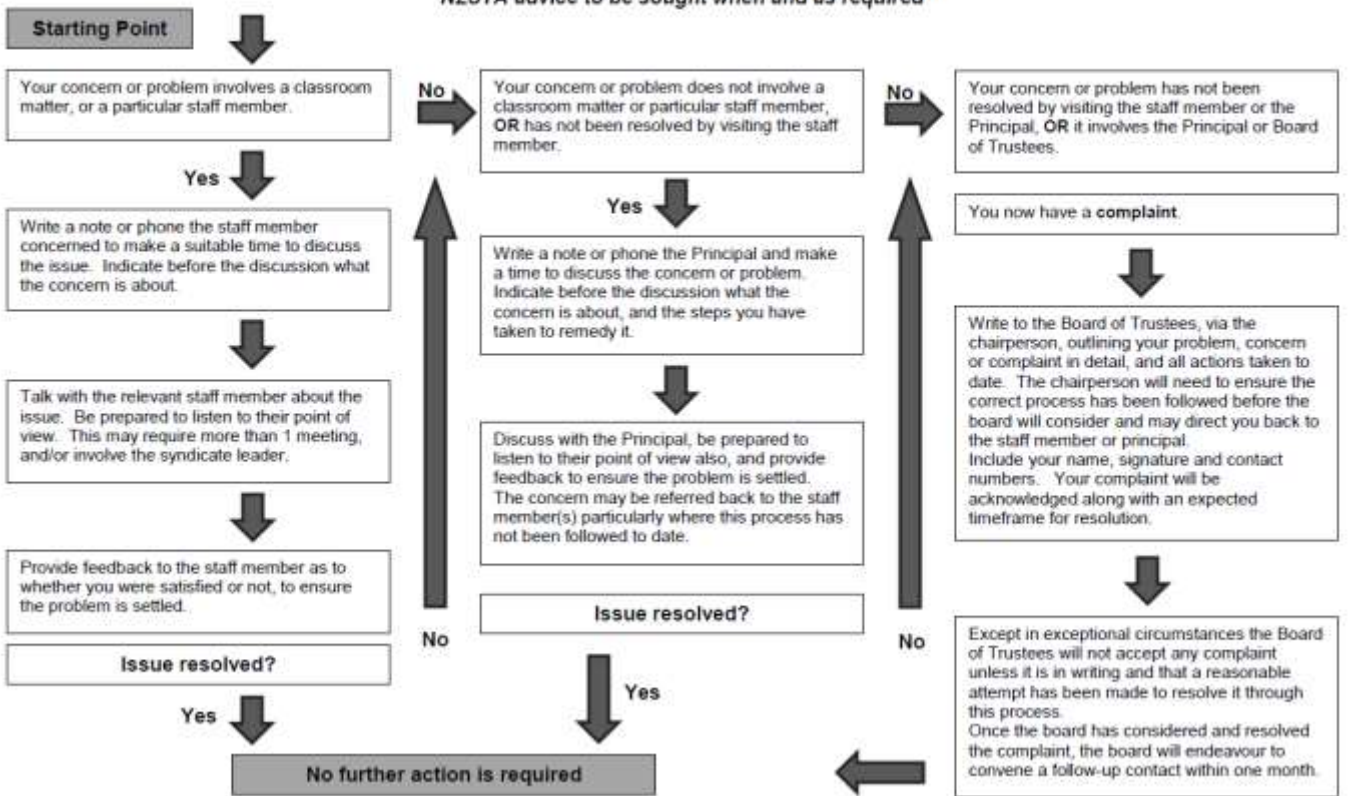 NZSTA advice to be sought when and as required
Starting Point
Your concern or problem involves a classroom
matter, or a particular staff member.
Yes
Write a note or phone the staff member
concerned to make a suitable time to discuss
the issue. Indicate before the discussion what
the concern is about.
Talk with the relevant staff member about the
issue. Be prepared to listen to their point of
view. This may require more than 1 meeting,
and/or involve the syndicate leader.
Provide feedback to the staff member as to
whether you were satisfied or not, to ensure
the problem is settled.
Issue resolved?
Yes
No
No
Your concern or problem does not involve a
classroom matter or particular staff member,
OR has not been resolved by visiting the staff
member.
Yes
Write a note or phone the Principal and make
a time to discuss the concern or problem.
Indicate before the discussion what the
concern is about, and the steps you have
taken to remedy it.
Discuss with the Principal, be prepared to
listen to their point of view also, and provide
feedback to ensure the problem is settled.
The concern may be referred back to the staff
member(s) particularly where this process has
not been followed to date.
Issue resolved?
Yes
No
No
Your concern or problem has not been
resolved by visiting the staff member or the
Principal, OR it involves the Principal or Board
of Trustees.
You now have a complaint.
Write to the Board of Trustees, via the
chairperson, outlining your problem, concern
or complaint in detail, and all actions taken to
date. The chairperson will need to ensure the
correct process has been followed before the
board will consider and may direct you back to
the staff member or principal.
Include your name, signature and contact
numbers. Your complaint will be
acknowledged along with an expected
timeframe for resolution.
Except in exceptional circumstances the Board
of Trustees will not accept any complaint
unless it is in writing and that a reasonable
attempt has been made to resolve it through
this process.
Once the board has considered and resolved
the complaint, the board will endeavour to
convene a follow-up contact within one month.
No further action is required